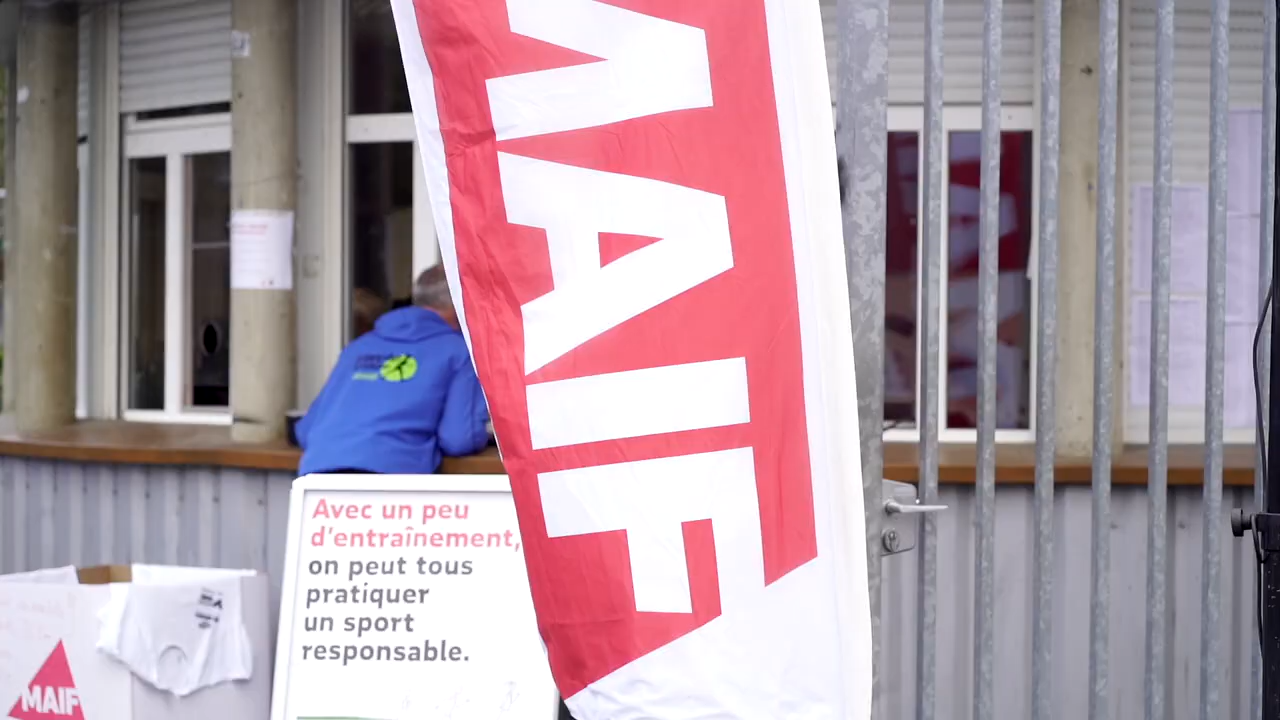 MAIF
Avec un peu
d'entraînement,
on peut tous
pratiquer
un sport
responsable.
MAIF